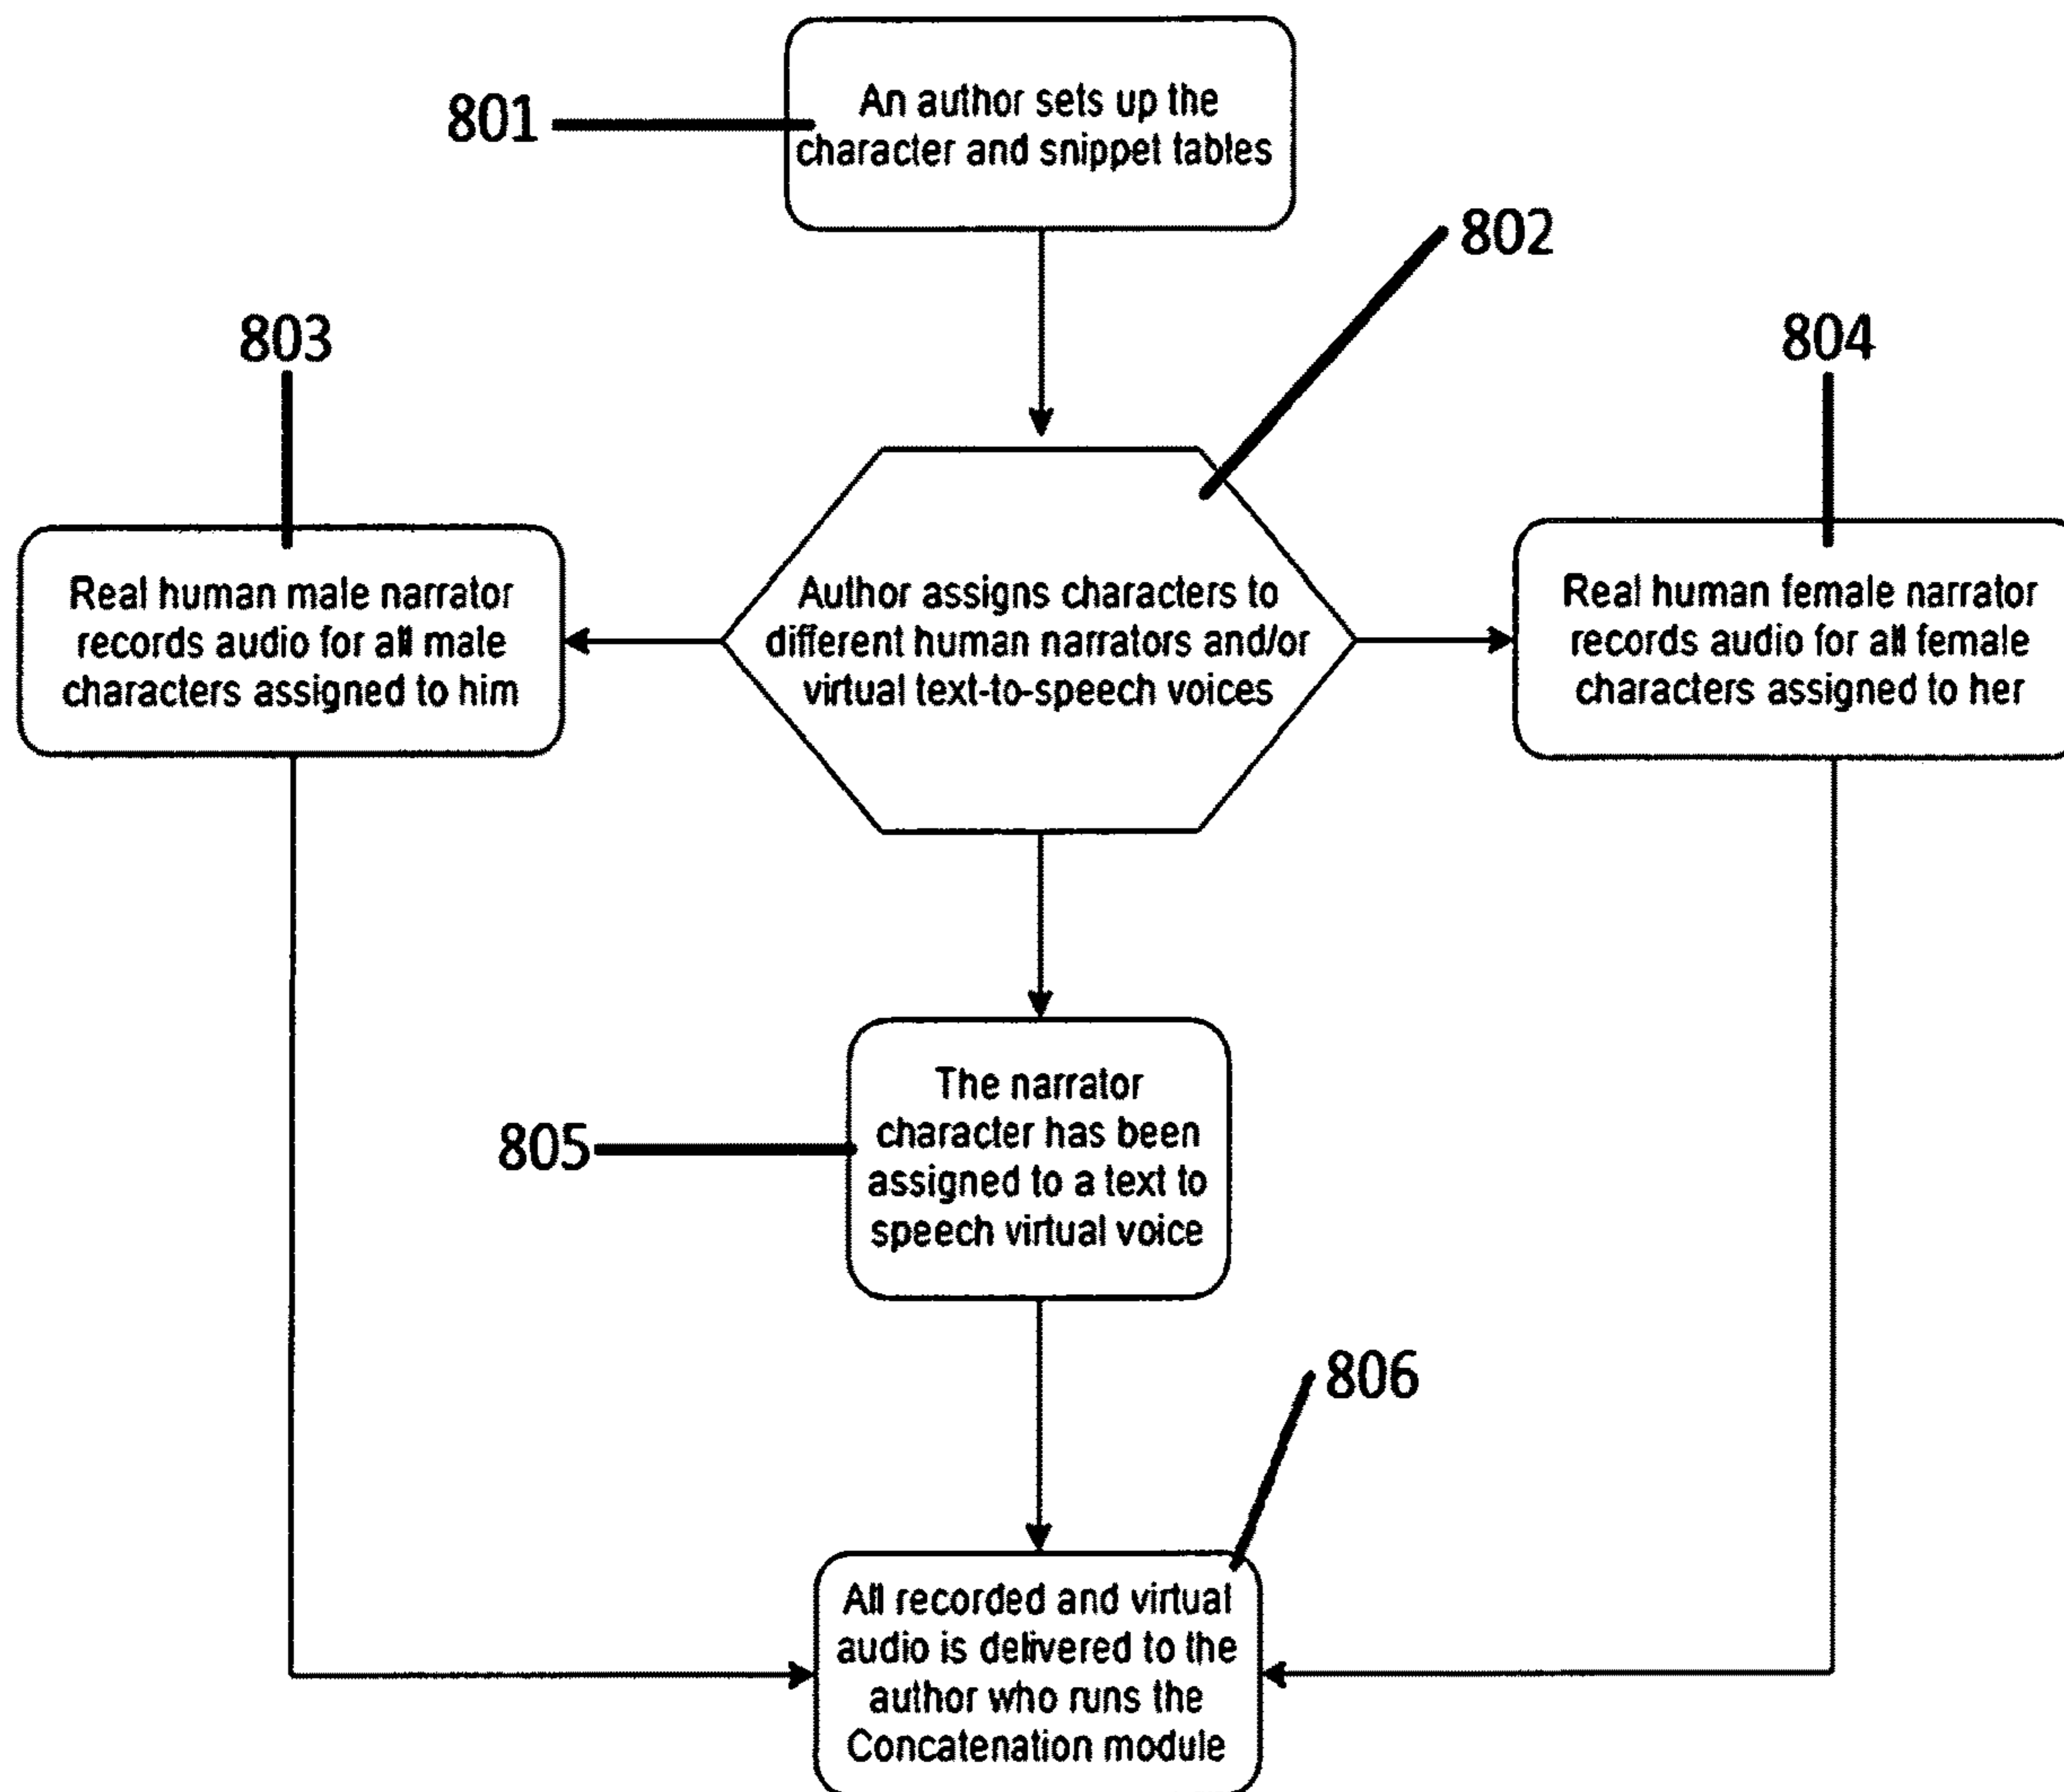 801
An author sets up the
character and snippet tables
802
803
804
Real human male narrator
records audio for all male
characters assigned to him
Author assigns characters to
different human narrators and/or
virtual text-to-speech voices
Real human female narrator
records audio for all female
characters assigned to her
805
The narrator
character has been
assigned to a text to
speech virtual voice
806
All recorded and virtual
audio is delivered to the
author who runs the
Concatenation module